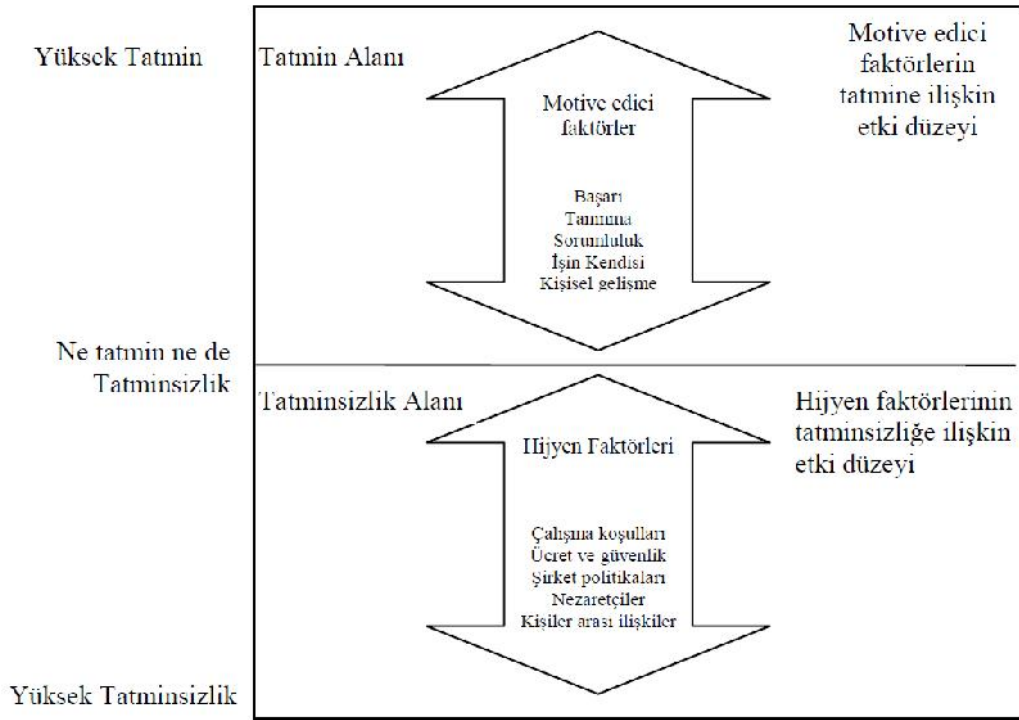 Yüksek Tatmin
Tatmin Alanı
Motive edici
faktörlerin
tatmine ilişkin
etki düzeyi
Motive edici
faktörler
Başarı
Tanınma
Sorumluluk
İşin Kendisi
Kişisel gelişme
Ne tatmin ne de
Tatminsizlik
Tatminsizlik Alanı
Hijyen faktörlerinin
tatminsizliğe ilişkin
etki düzeyi
Hijyen Faktörleri
Çalışma koşulları
Ücret ve güvenlik
Şirket politikaları
Nezaretçiler
Kişiler arası ilişkiler
Yüksek Tatminsizlik